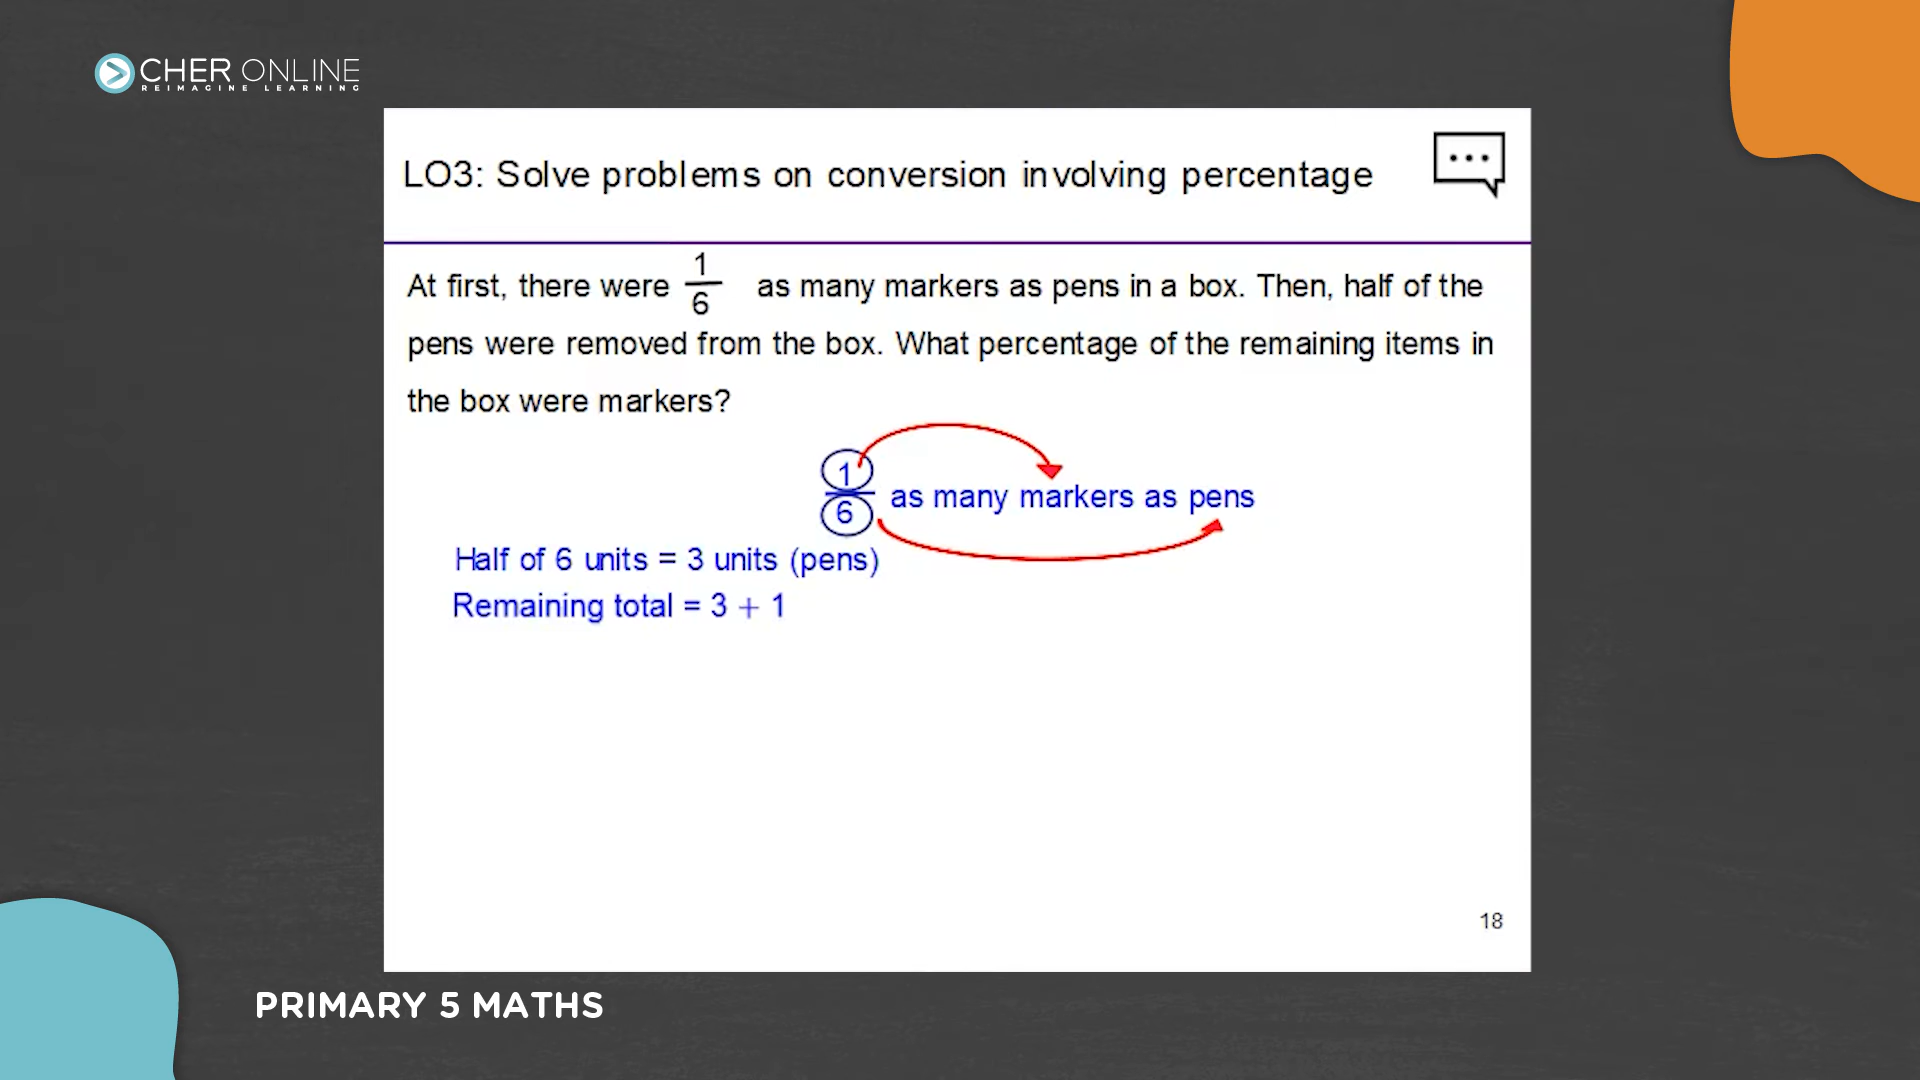 CHER ONLINE
REIMAGINE LEARNING
LO3: Solve problems on conversion involving percentage
At first, there were 1/6 as many markers as pens in a box. Then, half of the
pens were removed from the box. What percentage of the remaining items in
the box were markers?
1/6 as many markers as pens
Half of 6 units = 3 units (pens)
Remaining total = 3 + 1
18
PRIMARY 5 MATHS